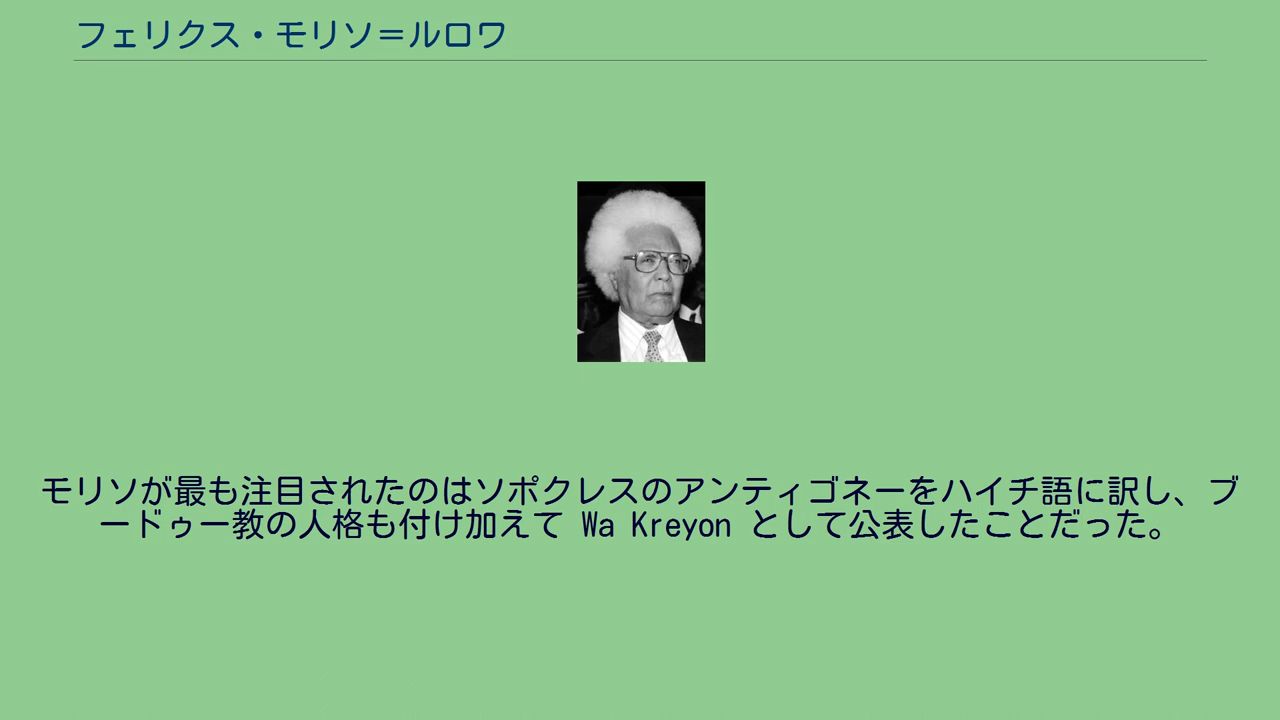 フェリクス・モリソ＝ルロワ
モリソが最も注目されたのはソポクレスのアンティゴネーをハイチ語に訳し、ブ
ードゥー教の人格も付け加えて Wa Kreyon として公表したことだった。